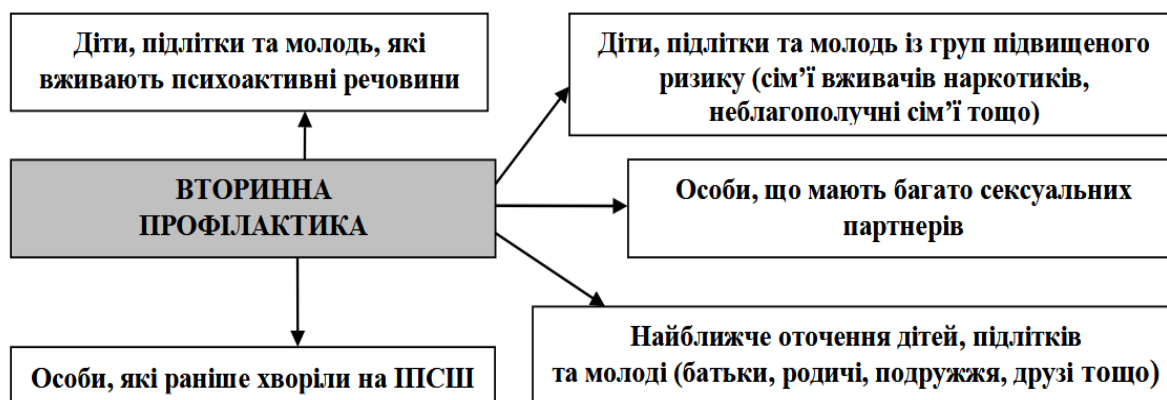 Діти, підлітки та молодь, які
вживають психоактивні речовини
Діти, підлітки та молодь із груп підвищеного
ризику (сім’ї вживачів наркотиків,
неблагополучні сім’ї тощо)
ВТОРИННА
ПРОФІЛАКТИКА
Особи, що мають багато сексуальних
партнерів
Найближче оточення дітей, підлітків
та молоді (батьки, родичі, подружжя, друзі тощо)
Особи, які раніше хворіли на ІПСШ